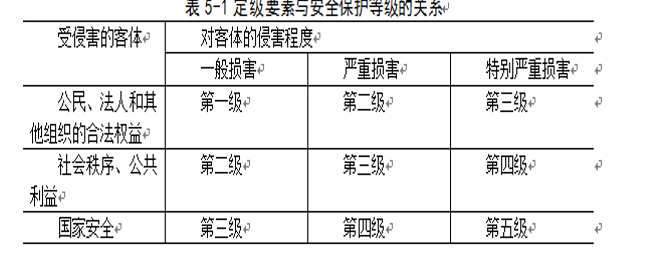 表 5-1 定级要素与安全保护等级的关系
受侵害的客体 对客体的侵害程度
一般损害 严重损害 特别严重损害
公民、法人和其 第一级 第二级 第三级
他组织的合法权益
社会秩序、公共 第二级 第三级 第四级
利益
国家安全 第三级 第四级 第五级